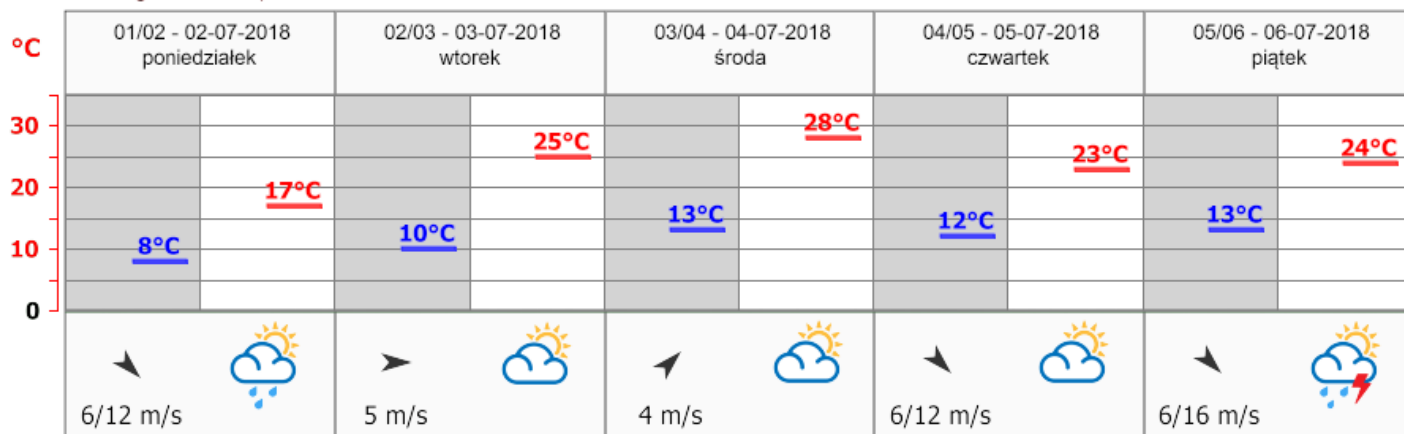 °C
01/02 - 02-07-2018
poniedziałek
02/03 - 03-07-2018
wtorek
03/04 - 04-07-2018
środa
04/05 - 05-07-2018
czwartek
05/06 - 06-07-2018
piątek
30
20
10
0
8°C
17°C
10°C
25°C
13°C
28°C
12°C
23°C
13°C
24°C
6/12 m/s
5 m/s
4 m/s
6/12 m/s
6/16 m/s